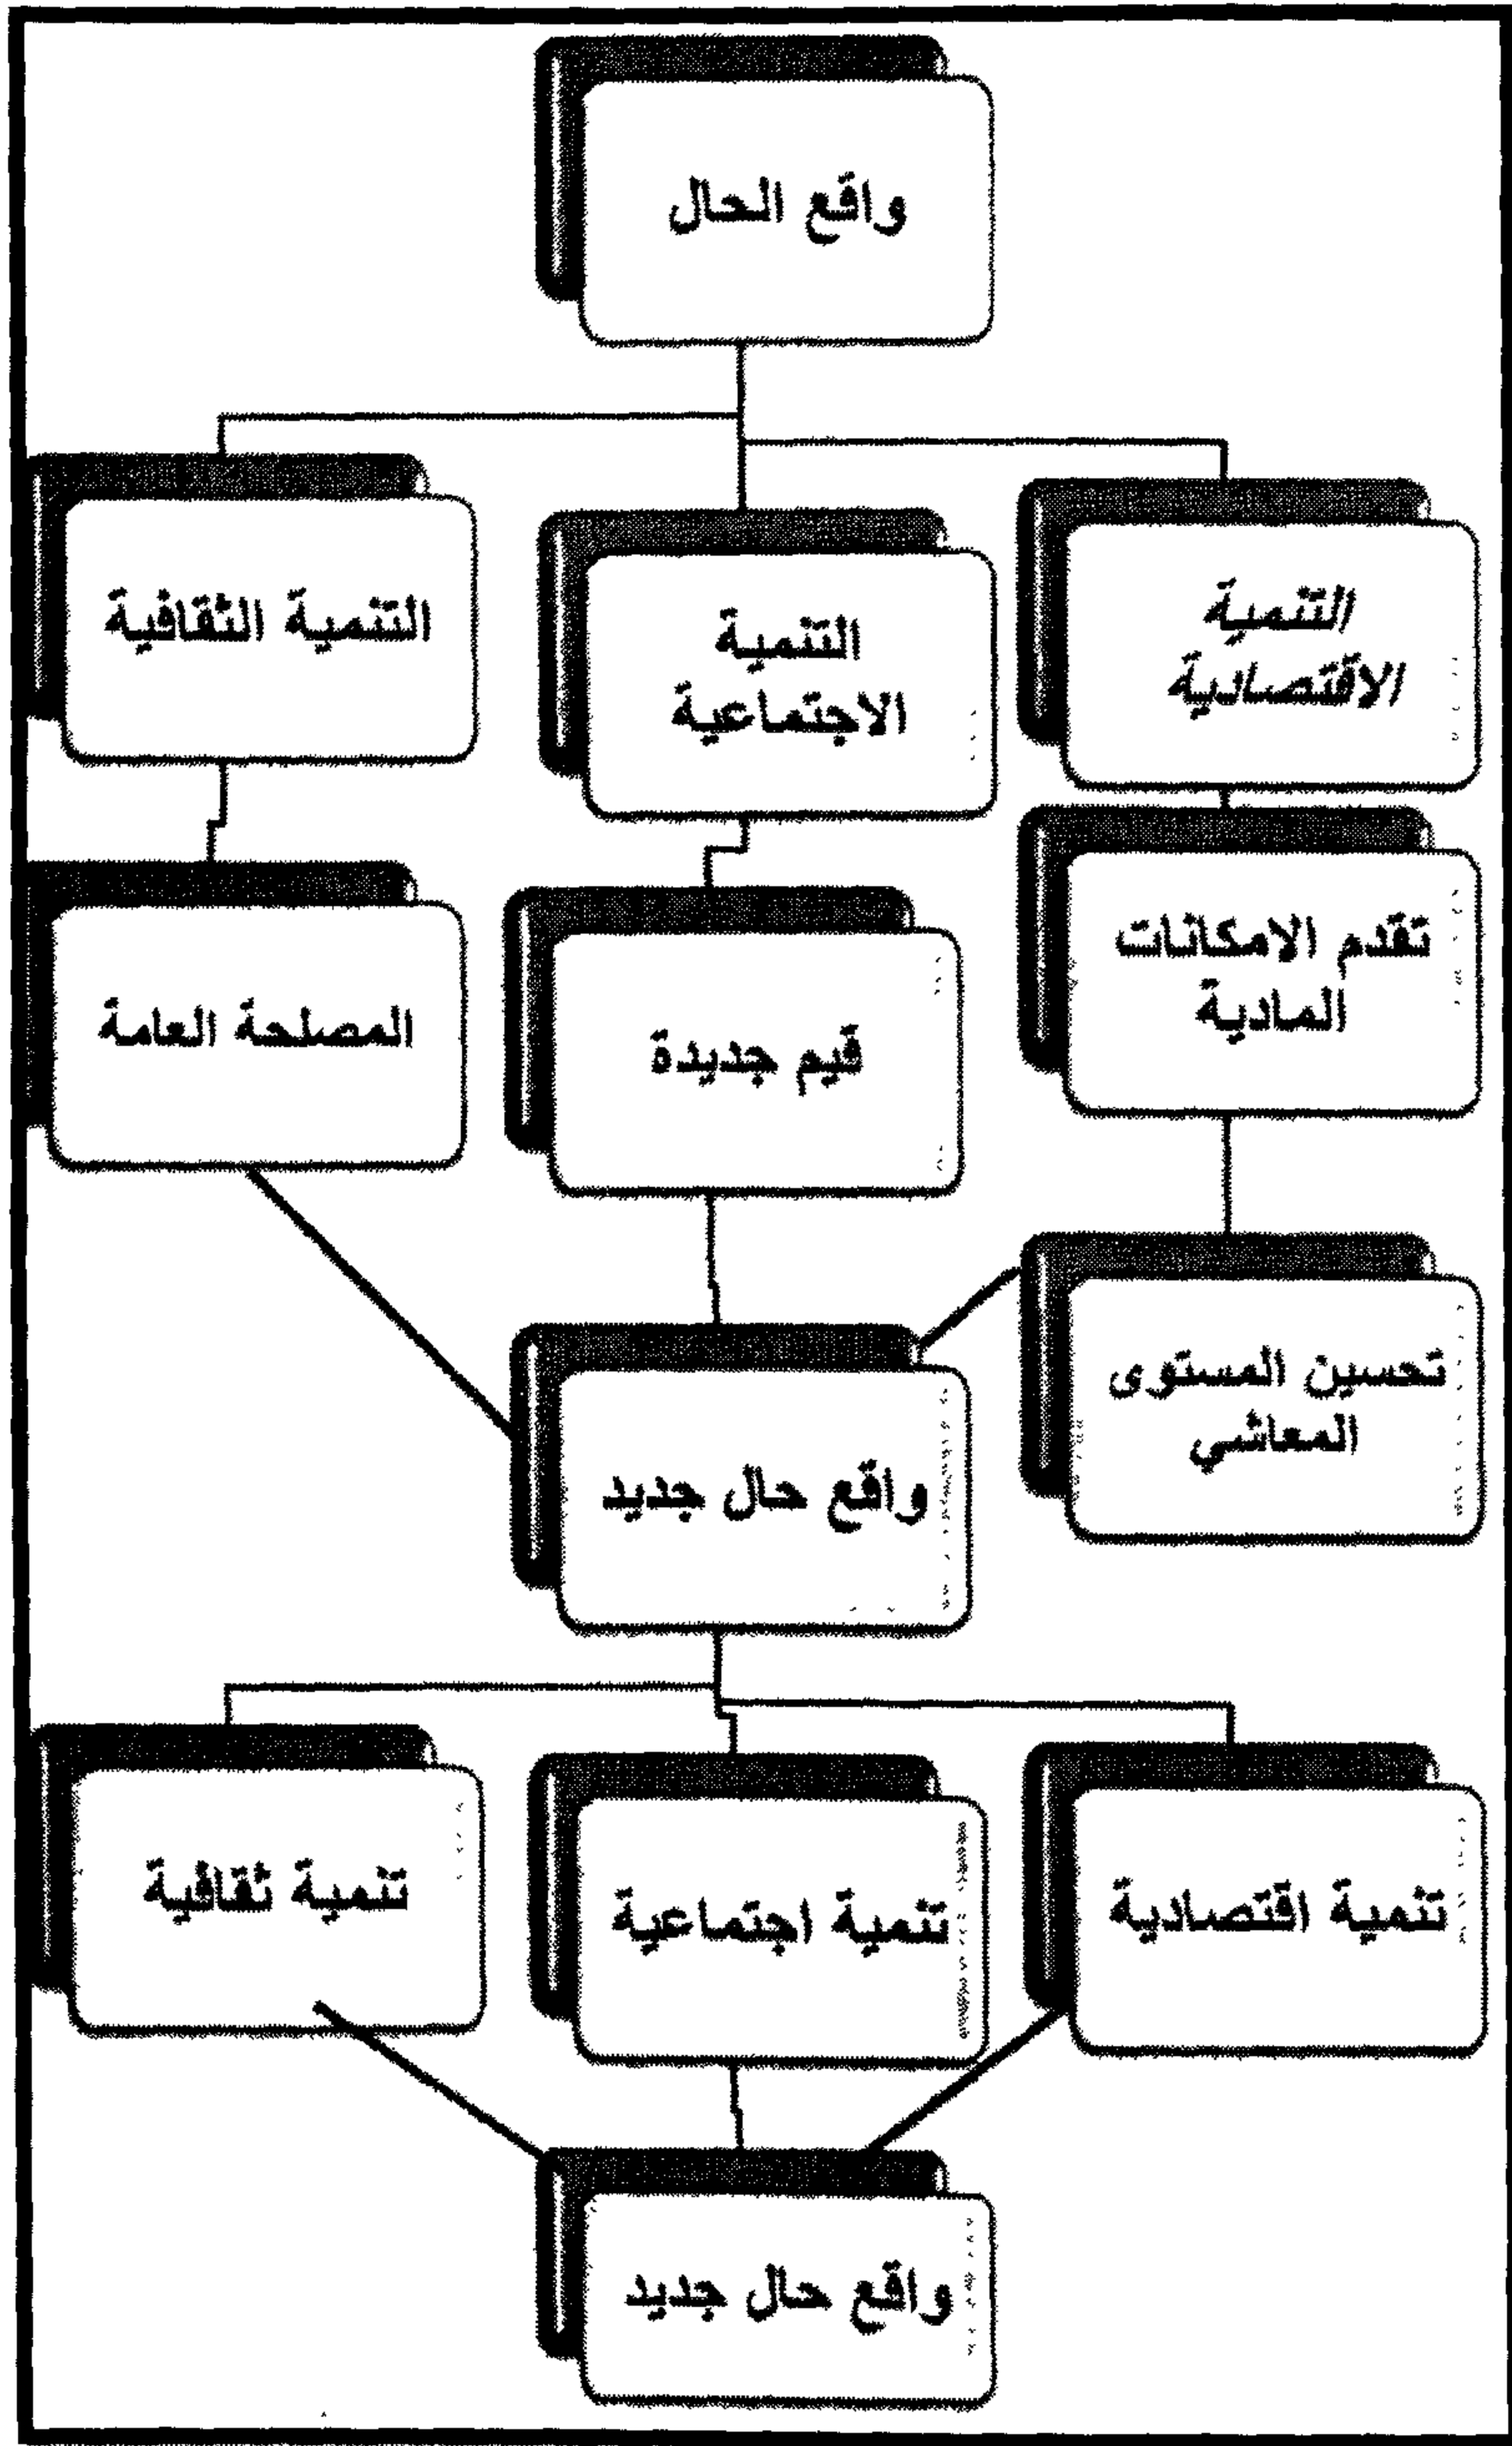 واقع الحال
التنمية
الاقتصادية
التنمية
الاجتماعية
التنمية الثقافية
تقدم الامكانات
المادية
قيم جديدة
المصلحة العامة
تحسين المستوى
المعاشي
واقع حال جديد
تنمية اقتصادية
تنمية اجتماعية
تنمية ثقافية
واقع حال جديد